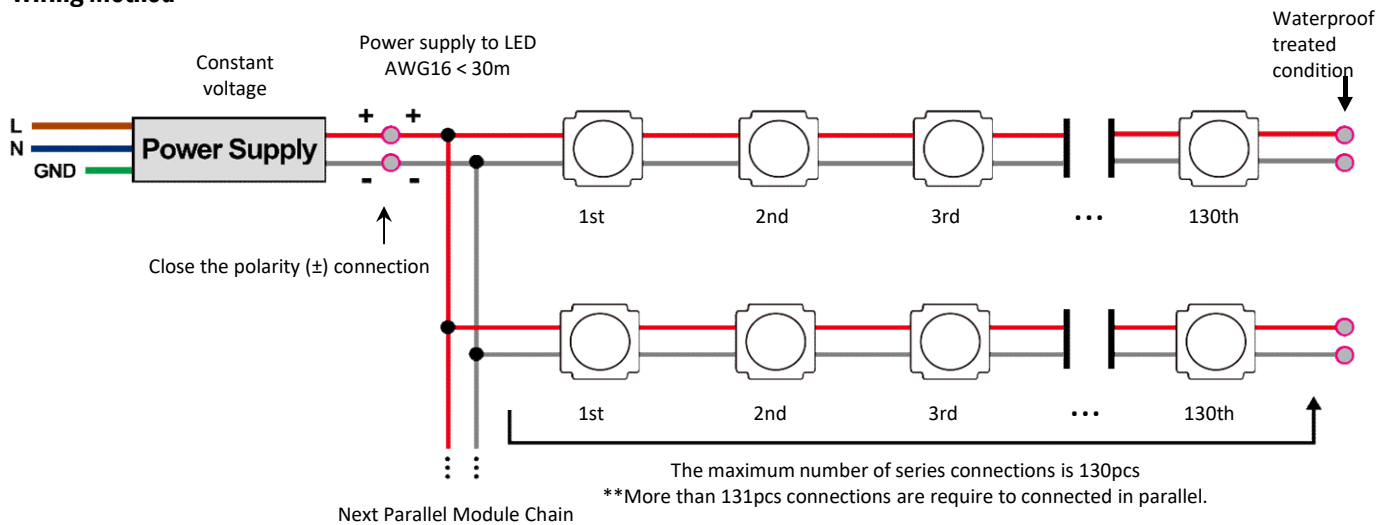 Wiring Method
Waterproof
treated
condition
Power supply to LED
AWG16 < 30m
Constant
voltage
+ +
L
N
GND
Power Supply
- -
1st 2nd 3rd ... 130th
Close the polarity (±) connection
1st 2nd 3rd ... 130th
The maximum number of series connections is 130pcs
**More than 131pcs connections are require to connected in parallel.
Next Parallel Module Chain